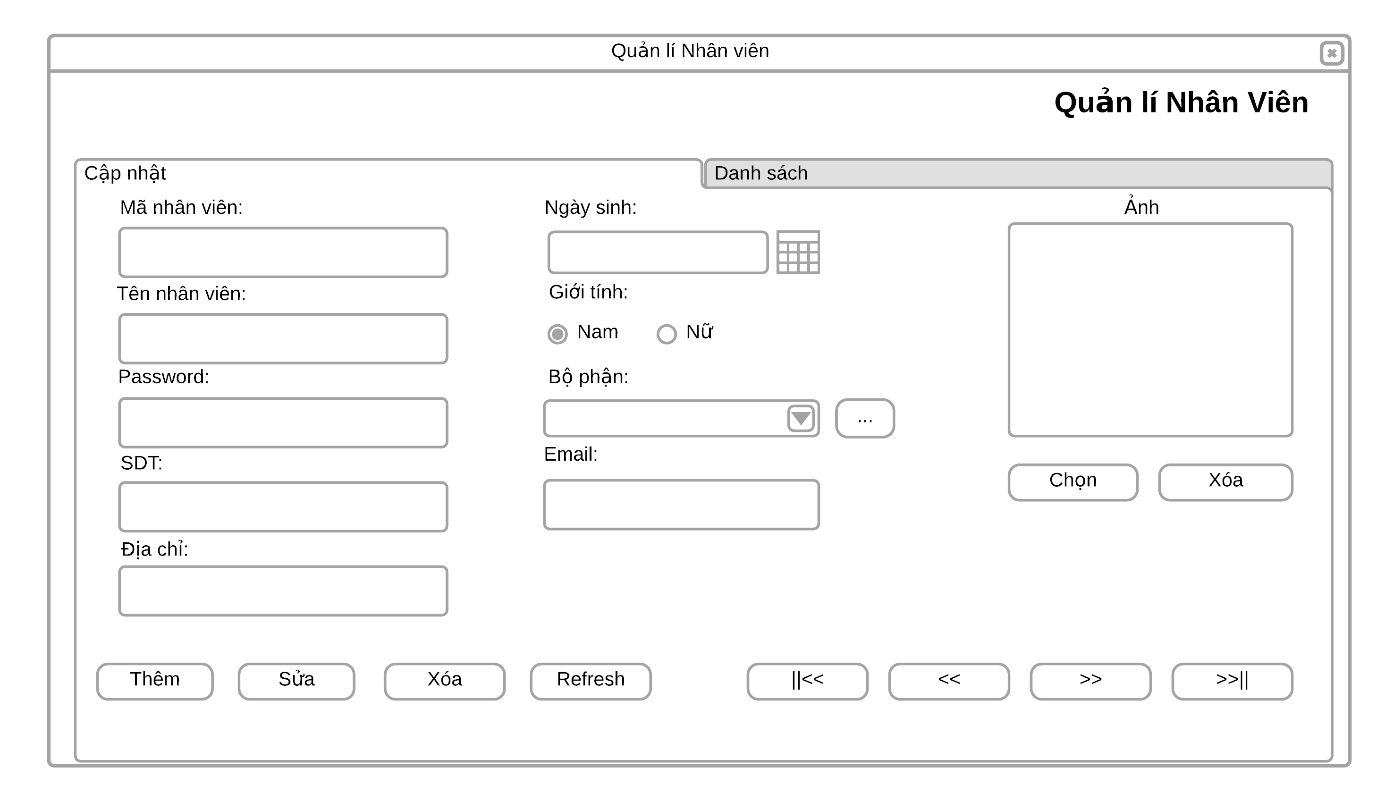 Quản lí Nhân viên
Quản lí Nhân Viên
Cập nhật
Danh sách
Mã nhân viên:
Ngày sinh:
Ảnh
Tên nhân viên:
Giới tính:
Nam
Nữ
Password:
Bộ phận:
...
SDT:
Email:
Chọn
Xóa
Địa chỉ:
Thêm
Sửa
Xóa
Refresh
||<<
<<
>>
>>||